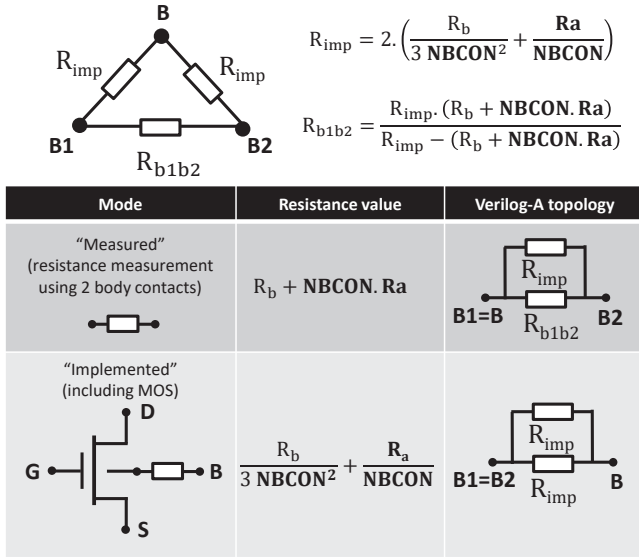 B
R_imp
R_imp
B1
B2
R_b1b2
R_imp = 2.(R_b / 3 NBCON² + Ra / NBCON)
R_b1b2 = R_imp.(R_b + NBCON.Ra) / R_imp − (R_b + NBCON.Ra)
Mode
Resistance value
Verilog-A topology
“Measured”
(resistance measurement
using 2 body contacts)
R_b + NBCON.Ra
R_imp
B1=B
R_b1b2
B2
“Implemented”
(including MOS)
D
G
B
S
R_b / 3 NBCON² + R_a / NBCON
R_imp
B1=B2
R_imp
B